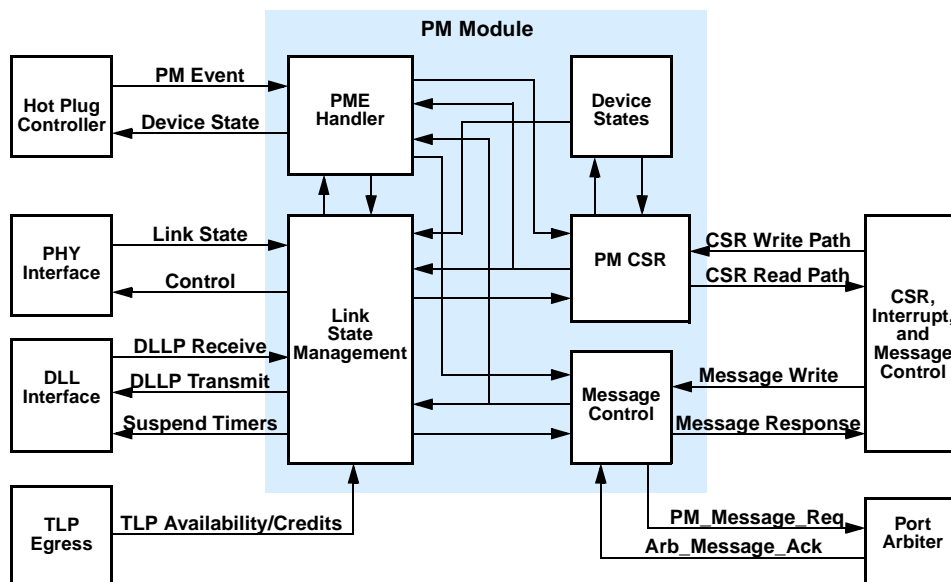 PM Module
Hot Plug
Controller
PM Event
Device State
PME
Handler
Device
States
PHY
Interface
Link State
Control
Link
State
Management
PM CSR
CSR Write Path
CSR Read Path
CSR,
Interrupt,
and
Message
Control
DLL
Interface
DLLP Receive
DLLP Transmit
Suspend Timers
Message
Control
Message Write
Message Response
TLP
Egress
TLP Availability/Credits
PM_Message_Req
Arb_Message_Ack
Port
Arbiter